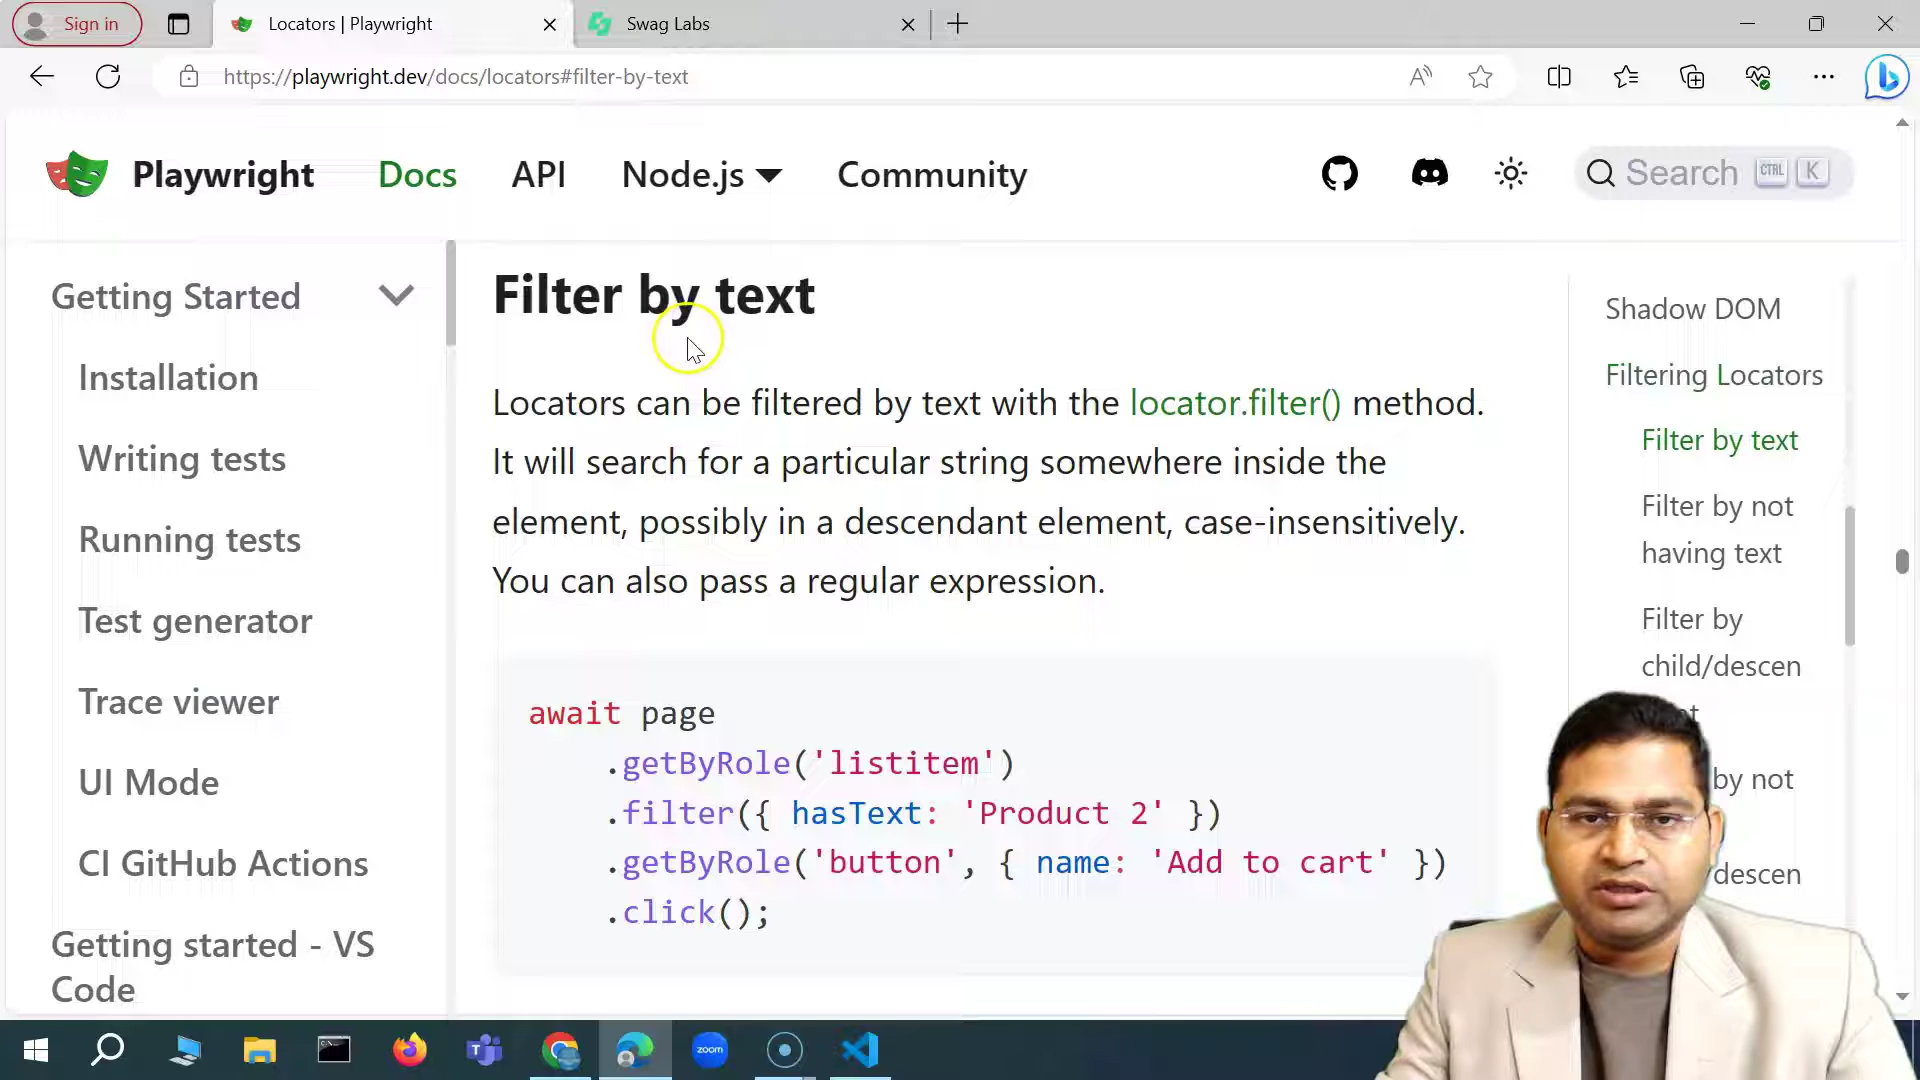 Sign in
Locators | Playwright
Swag Labs
https://playwright.dev/docs/locators#filter-by-text
Playwright
Docs
API
Node.js
Community
Search
CTRL
K
Getting Started
Installation
Writing tests
Running tests
Test generator
Trace viewer
UI Mode
CI GitHub Actions
Getting started - VS
Code
Filter by text
Locators can be filtered by text with the locator.filter() method.
It will search for a particular string somewhere inside the
element, possibly in a descendant element, case-insensitively.
You can also pass a regular expression.
await page
.getByRole('listitem')
.filter({ hasText: 'Product 2' })
.getByRole('button', { name: 'Add to cart' })
.click();
Shadow DOM
Filtering Locators
Filter by text
Filter by not
having text
Filter by
child/descen
by not
/descen
zoom